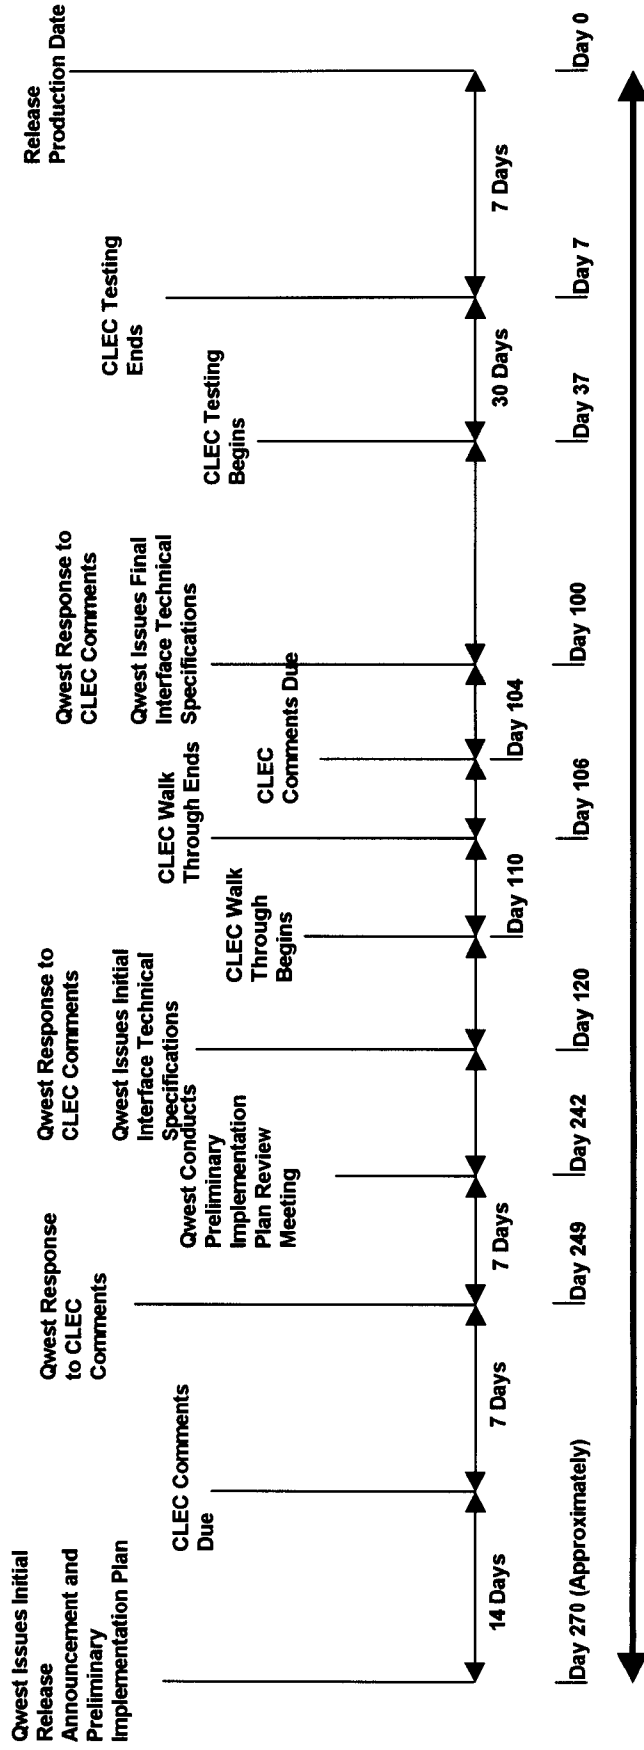 Qwest Issues Initial
Release
Announcement and
Preliminary
Implementation Plan
CLEC Comments
Due
Qwest Response
to CLEC
Comments
Qwest Conducts
Preliminary
Implementation
Plan Review
Meeting
Qwest Response to
CLEC Comments
Qwest Issues Initial
Interface Technical
Specifications
CLEC Walk
Through
Begins
CLEC Walk
Through Ends
CLEC
Comments Due
Qwest Response to
CLEC Comments
Qwest Issues Final
Interface Technical
Specifications
CLEC Testing
Begins
CLEC Testing
Ends
Release
Production Date
14 Days
7 Days
7 Days
30 Days
7 Days
Day 270 (Approximately)
Day 249
Day 242
Day 120
Day 110
Day 106
Day 104
Day 100
Day 37
Day 7
Day 0